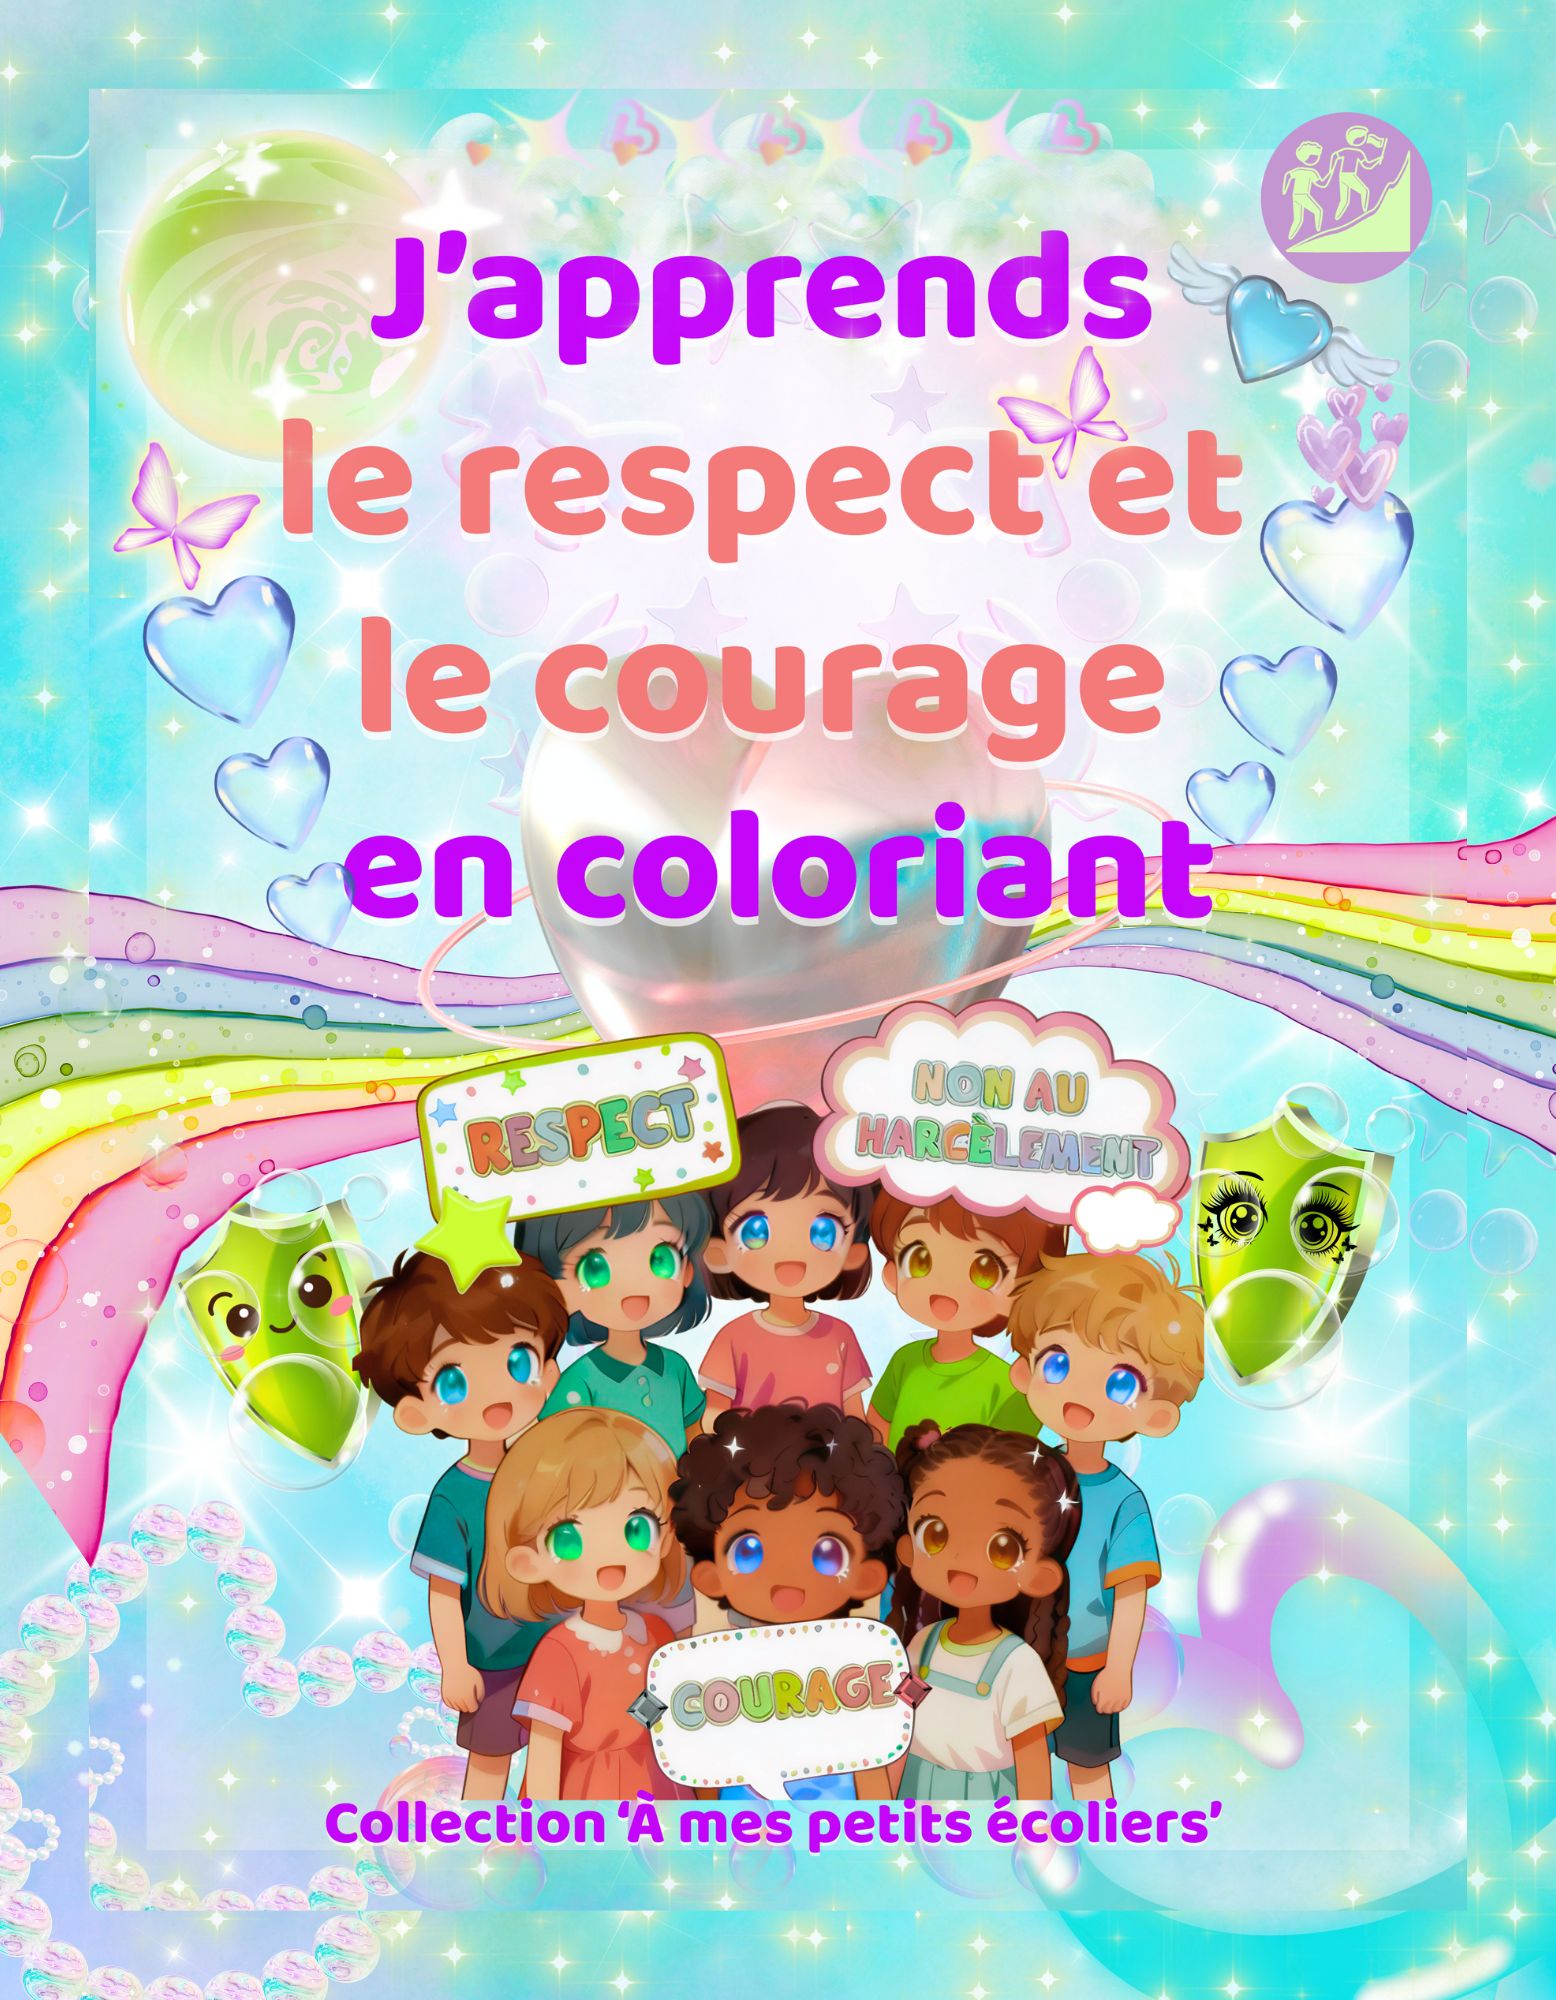 J'apprends
le respect et
le courage
en coloriant
RESPECT
NON AU
HARCÈLEMENT
COURAGE
Collection ‘À mes petits écoliers’